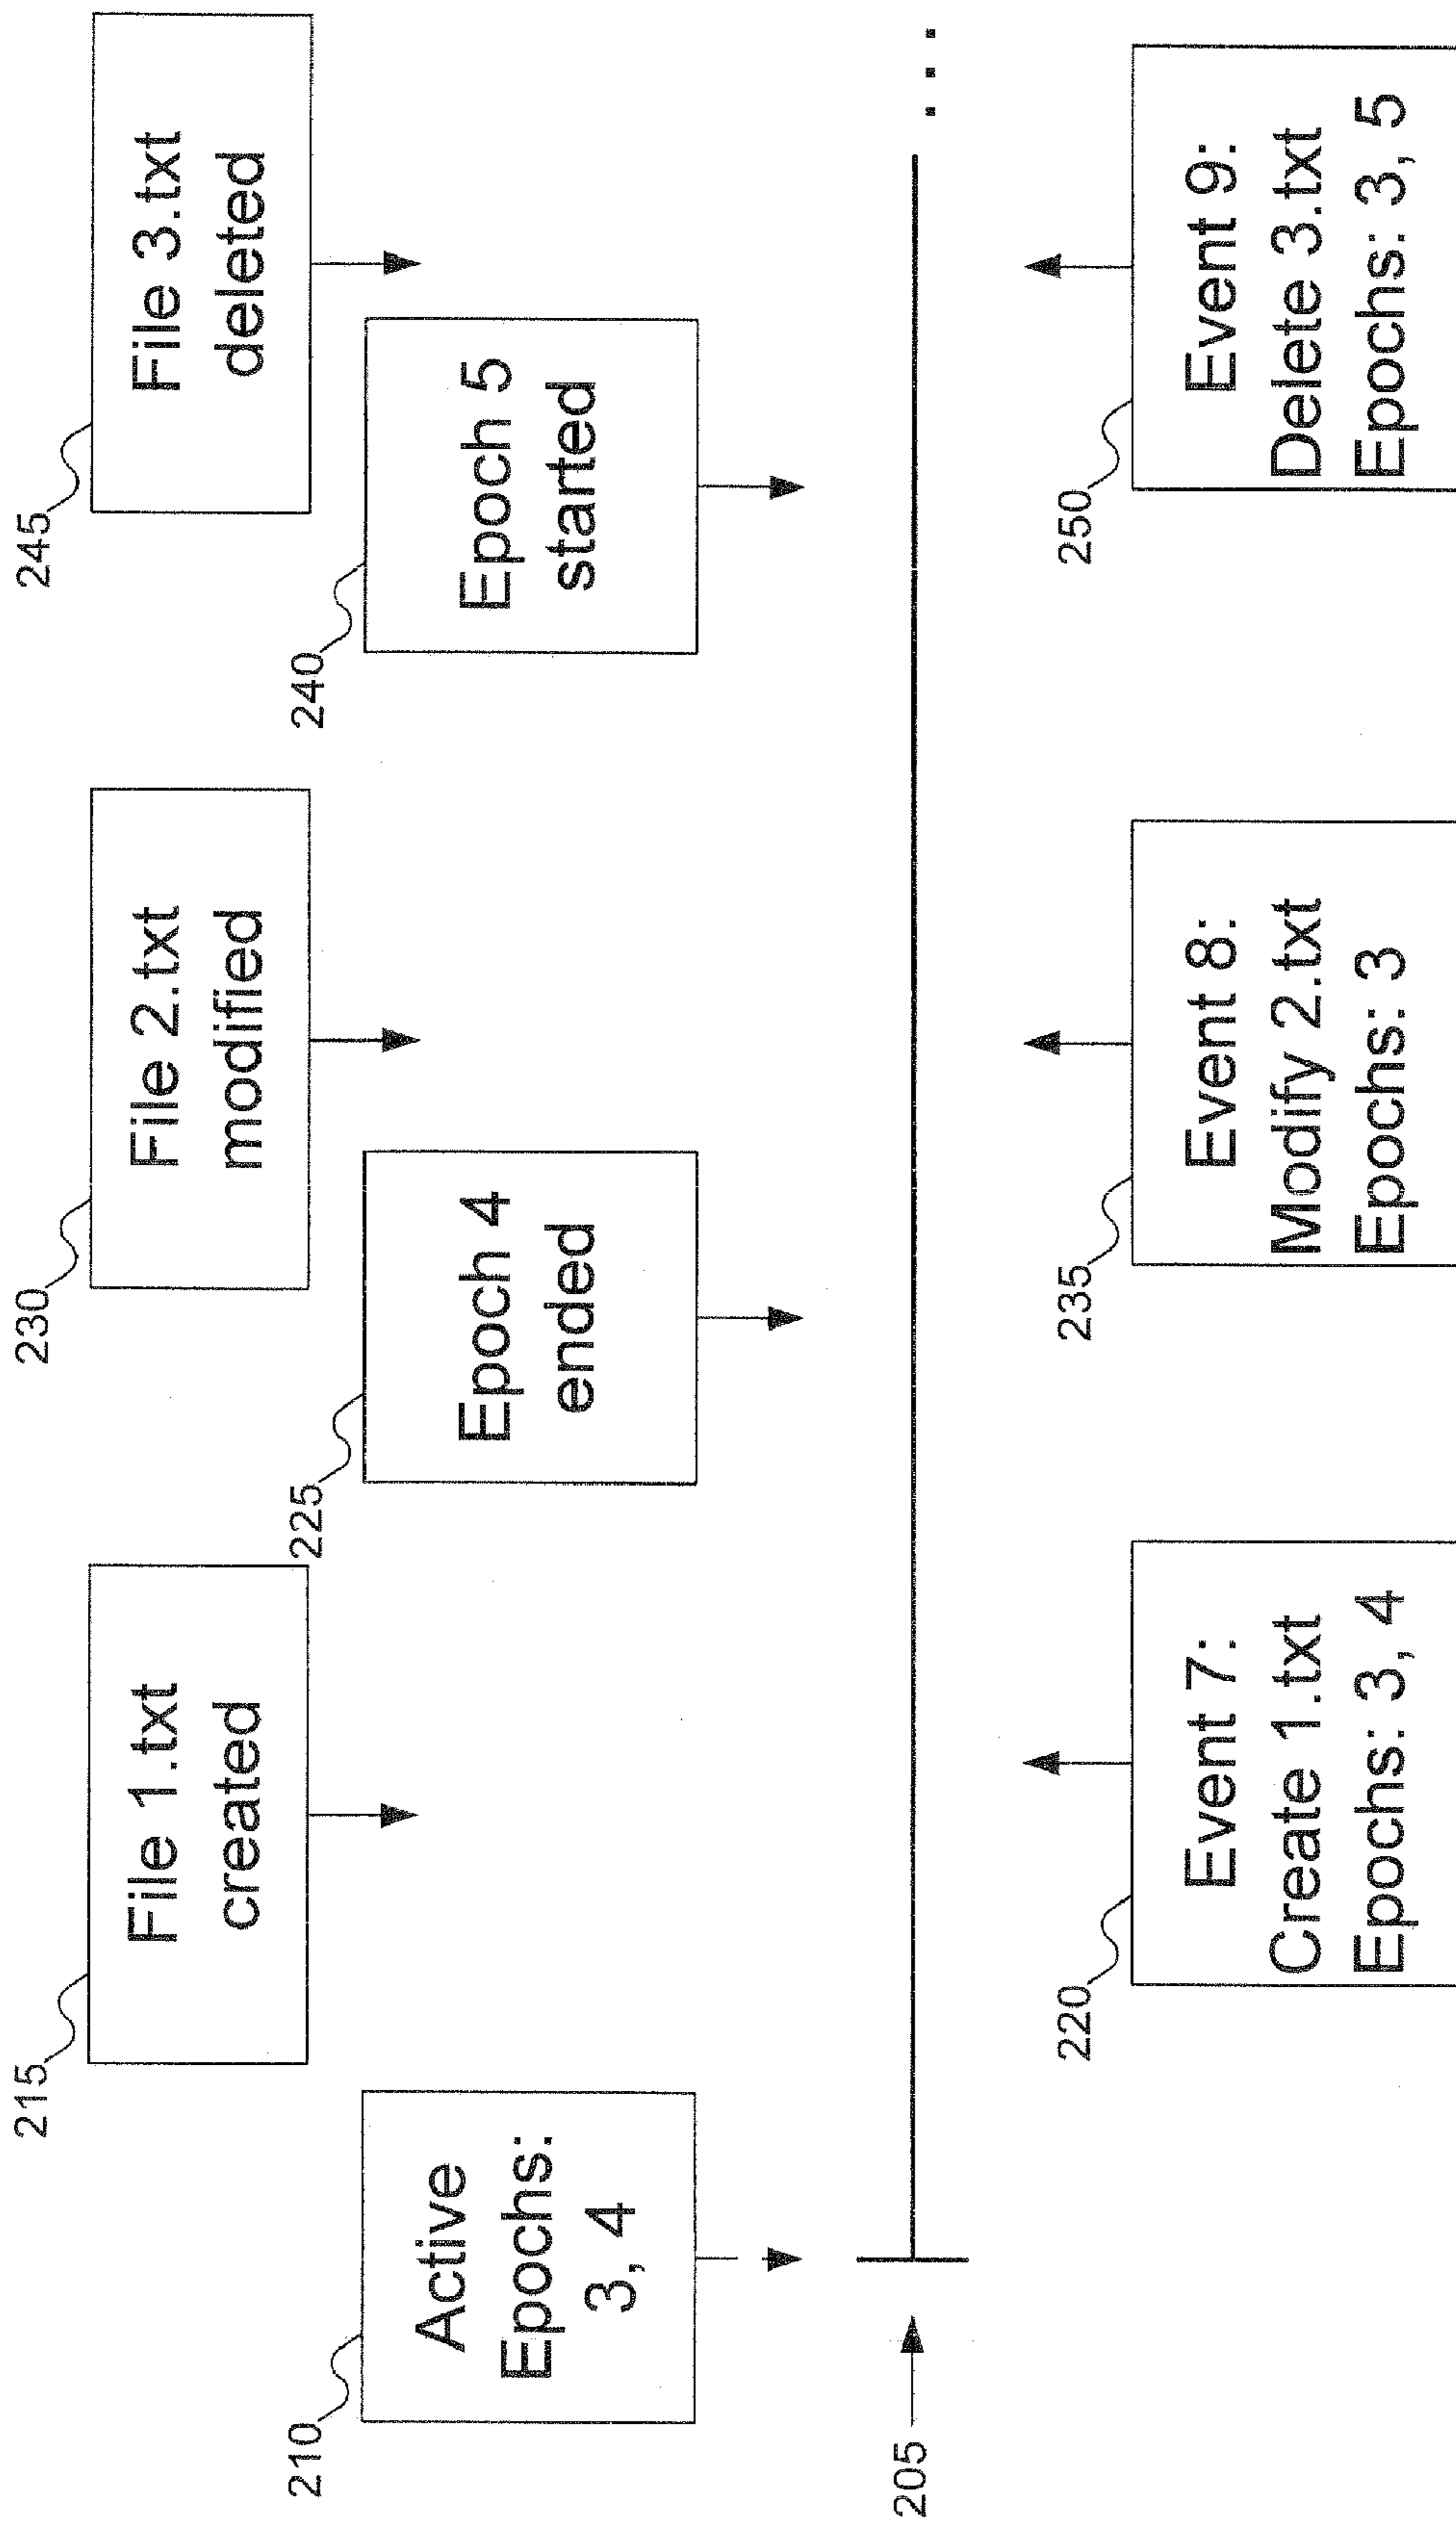 215
File 1.txt
created
230
File 2.txt
modified
245
File 3.txt
deleted
210
Active
Epochs:
3, 4
225
Epoch 4
ended
240
Epoch 5
started
205
...
220
Event 7:
Create 1.txt
Epochs: 3, 4
235
Event 8:
Modify 2.txt
Epochs: 3
250
Event 9:
Delete 3.txt
Epochs: 3, 5